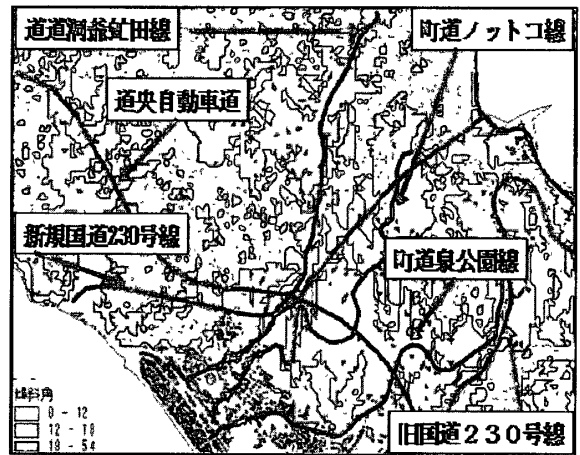 道道洞爺虻田線
町道ノットコ線
道央自動車道
新規国道230号線
町道泉公園線
傾斜角
0 - 12
12 - 18
18 - 54
旧国道２３０号線